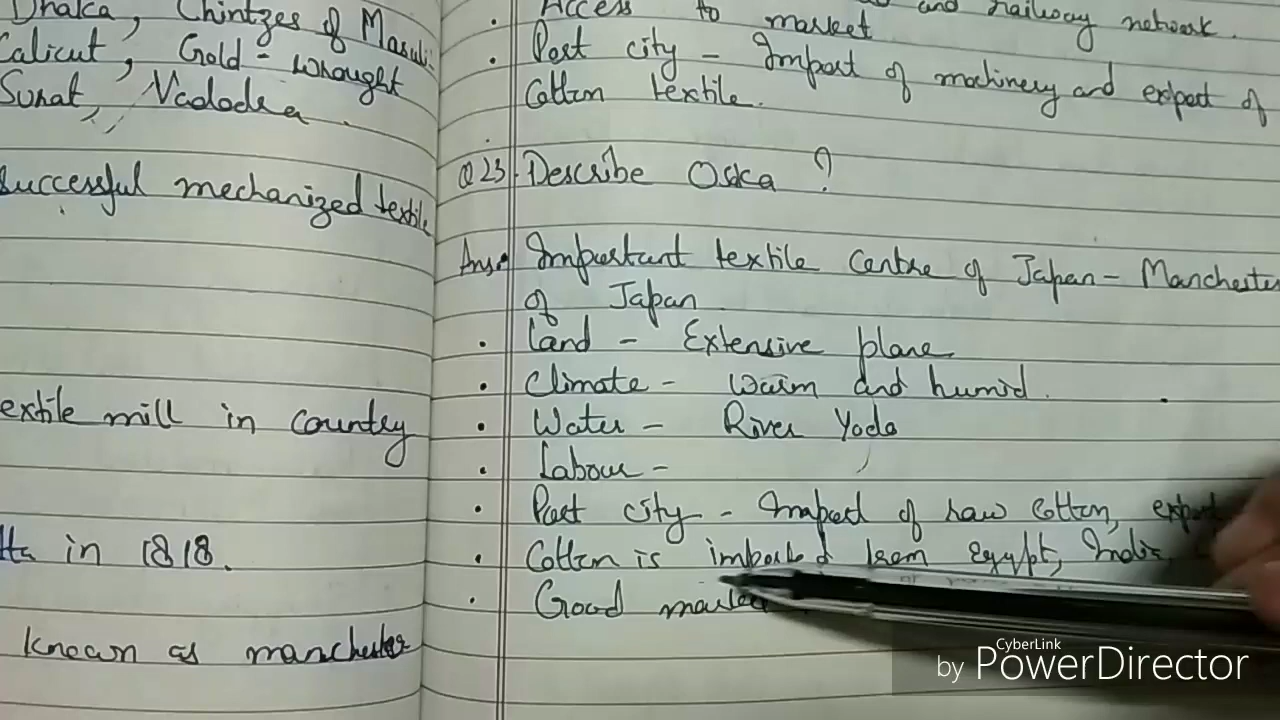 Dhaka, Chintzes of Masuli
Calicut, Gold - wrought
Surat, Vadodra.
Successful mechanized textile
extile mill in country
tta in 1818.
known as manchester
Access to market and railway network.
Port city - Import of machinery and export of
Cotton textile.
Q23. Describe Oska ?
Ans. Important textile centre of Japan - Manchester
of Japan
Land - Extensive plane
Climate - Warm and humid.
Water - River Yodo
Labour -
Port city - Import of raw cotton, export
Cotton is imported from Egypt, India
Good market
CyberLink
by PowerDirector